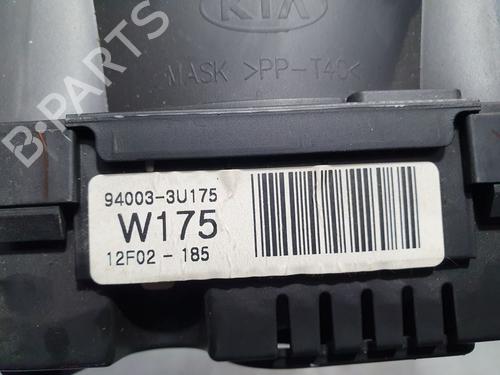 KIA
MASK >PP-T40<
94003-3U175
W175
12F02 - 185
B-PARTS